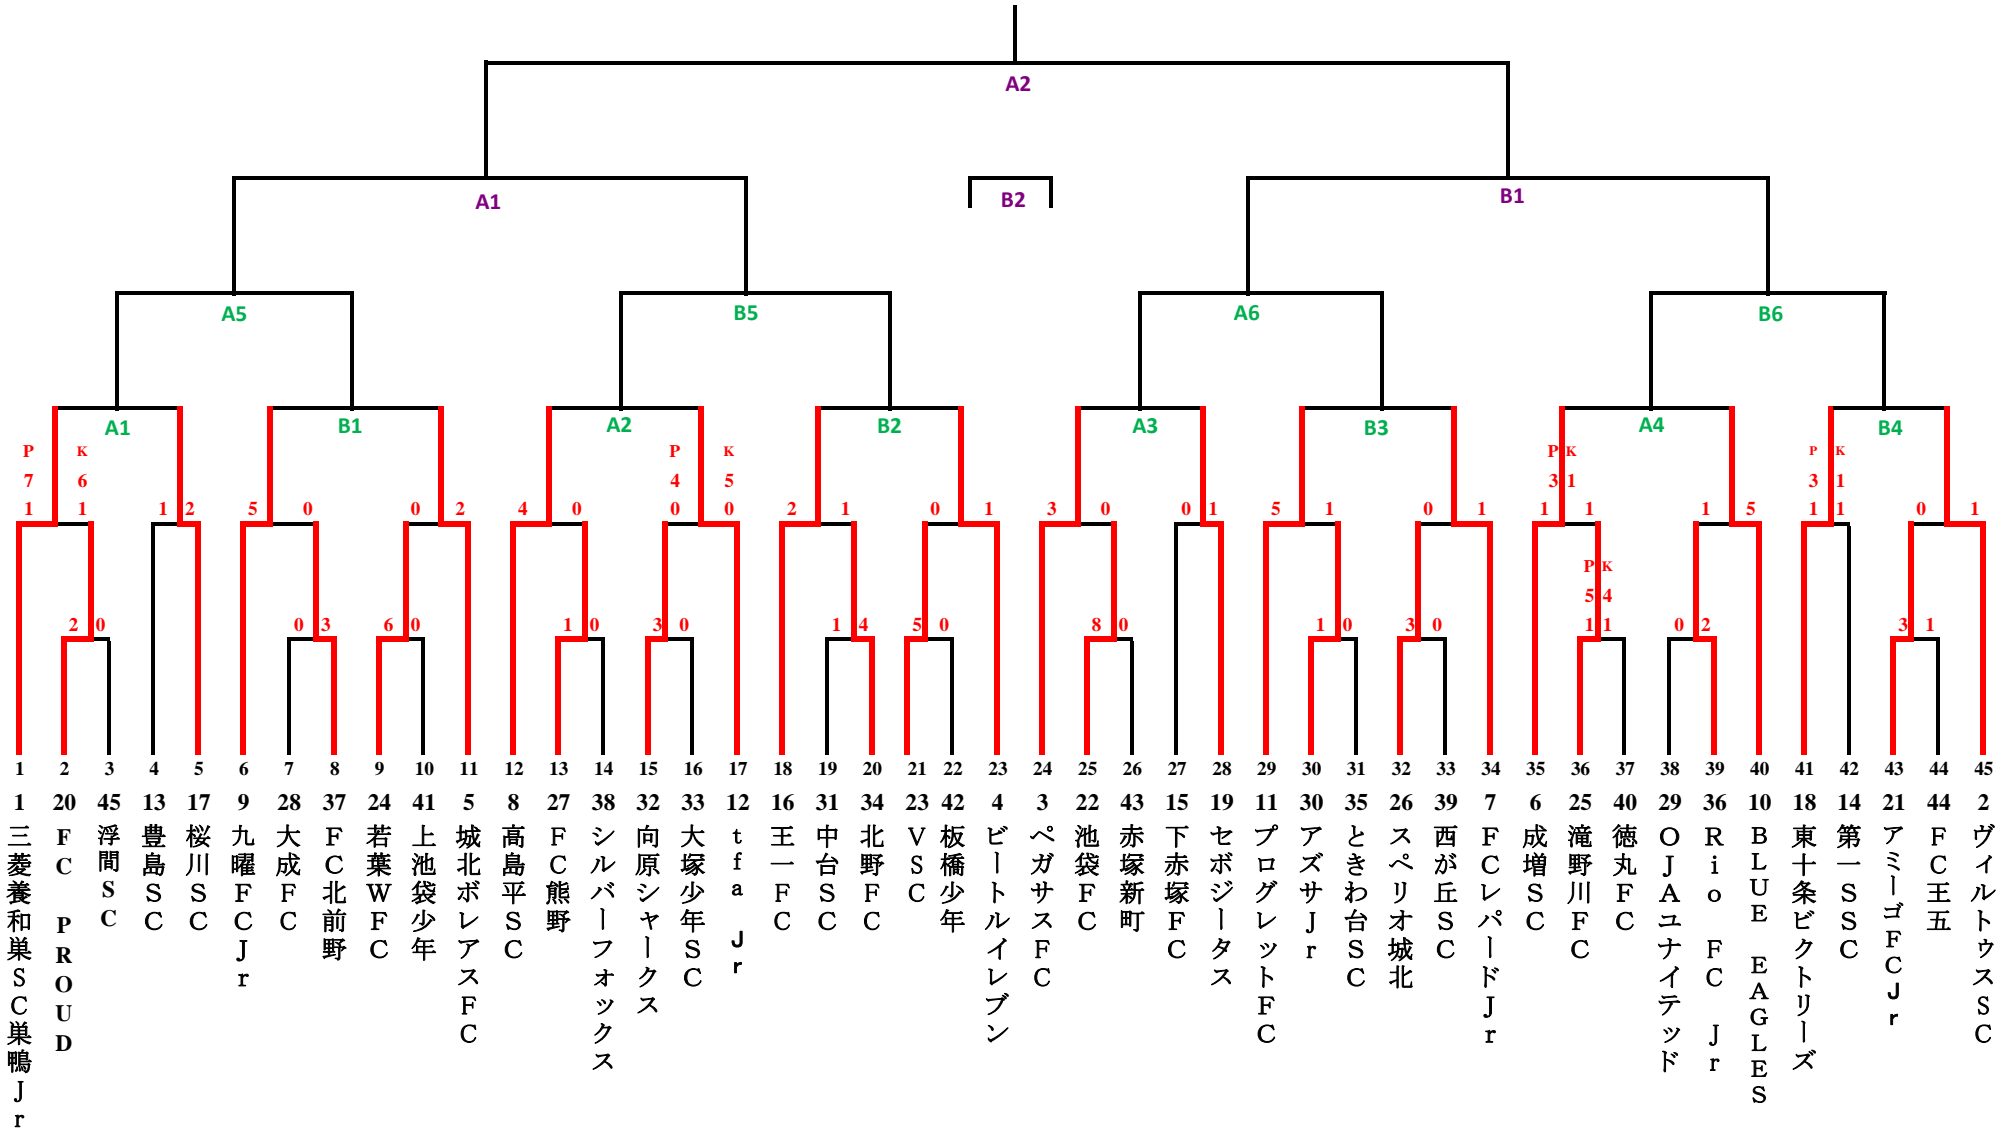 A2
A1
B2
B1
A5
B5
A6
B6
A1
B1
A2
B2
A3
B3
A4
B4
P K P K P K P K
7 6 4 5 3 1 3 1
1 1 1 2 5 0 0 2 4 0 0 0 2 1 0 1 3 0 0 1 5 1 0 1 1 1 1 5 1 1 0 1
P K
5 4
2 0 0 3 6 0 1 0 3 0 1 4 5 0 8 0 1 0 3 0 1 1 0 2 3 1
1 2 3 4 5 6 7 8 9 10 11 12 13 14 15 16 17 18 19 20 21 22 23 24 25 26 27 28 29 30 31 32 33 34 35 36 37 38 39 40 41 42 43 44 45
1 20 45 13 17 9 28 37 24 41 5 8 27 38 32 33 12 16 31 34 23 42 4 3 22 43 15 19 11 30 35 26 39 7 6 25 40 29 36 10 18 14 21 44 2
三菱養和巣SC巣鴨Jr
FC PROUD
浮間SC
豊島SC
桜川SC
九曜FCJr
大成FC
FC北前野
若葉WFC
上池袋少年
城北ボレアスFC
高島平SC
FC熊野
シルバーフォックス
向原シャークス
大塚少年SC
tfa Jr
王一FC
中台SC
北野FC
VSC
板橋少年
ビートルイレブン
ペガサスFC
池袋FC
赤塚新町
下赤塚FC
セボジータス
プログレットFC
アズサJr
ときわ台SC
スペリオ城北
西が丘SC
FCレパードJr
成増SC
滝野川FC
徳丸FC
OJAユナイテッド
Rio FC Jr
BLUE EAGLES
東十条ビクトリーズ
第一SSC
アミーゴFCJr
FC王五
ヴィルトゥスSC